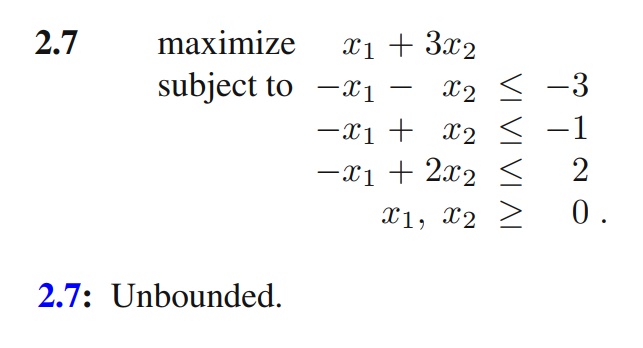 2.7 maximize x₁ + 3x₂
subject to −x₁ − x₂ ≤ −3
−x₁ + x₂ ≤ −1
−x₁ + 2x₂ ≤ 2
x₁, x₂ ≥ 0 .
2.7: Unbounded.